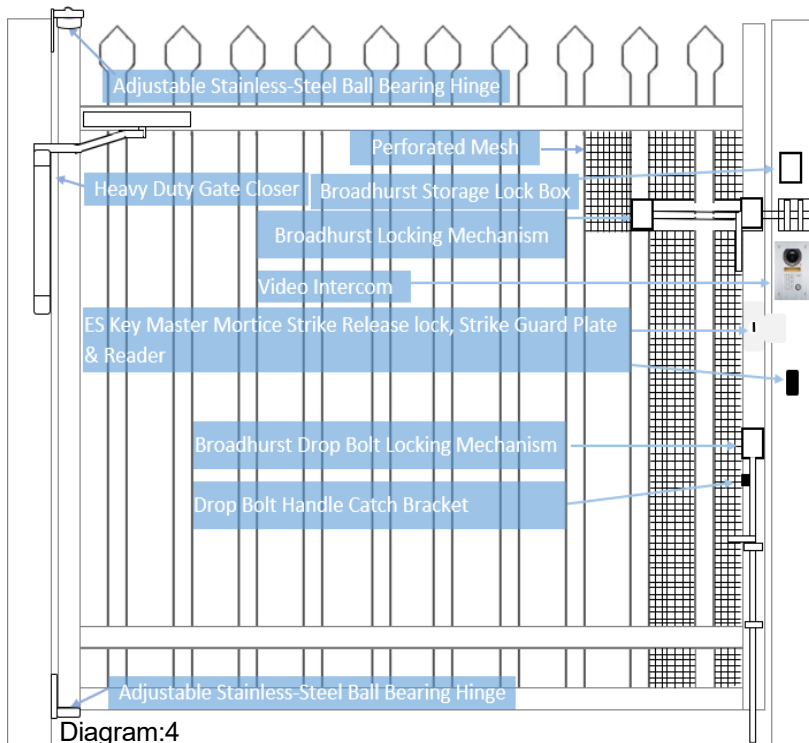 Adjustable Stainless-Steel Ball Bearing Hinge
Perforated Mesh
Heavy Duty Gate Closer
Broadhurst Storage Lock Box
Broadhurst Locking Mechanism
Video Intercom
ES Key Master Mortice Strike Release lock, Strike Guard Plate
& Reader
Broadhurst Drop Bolt Locking Mechanism
Drop Bolt Handle Catch Bracket
Adjustable Stainless-Steel Ball Bearing Hinge
Diagram:4